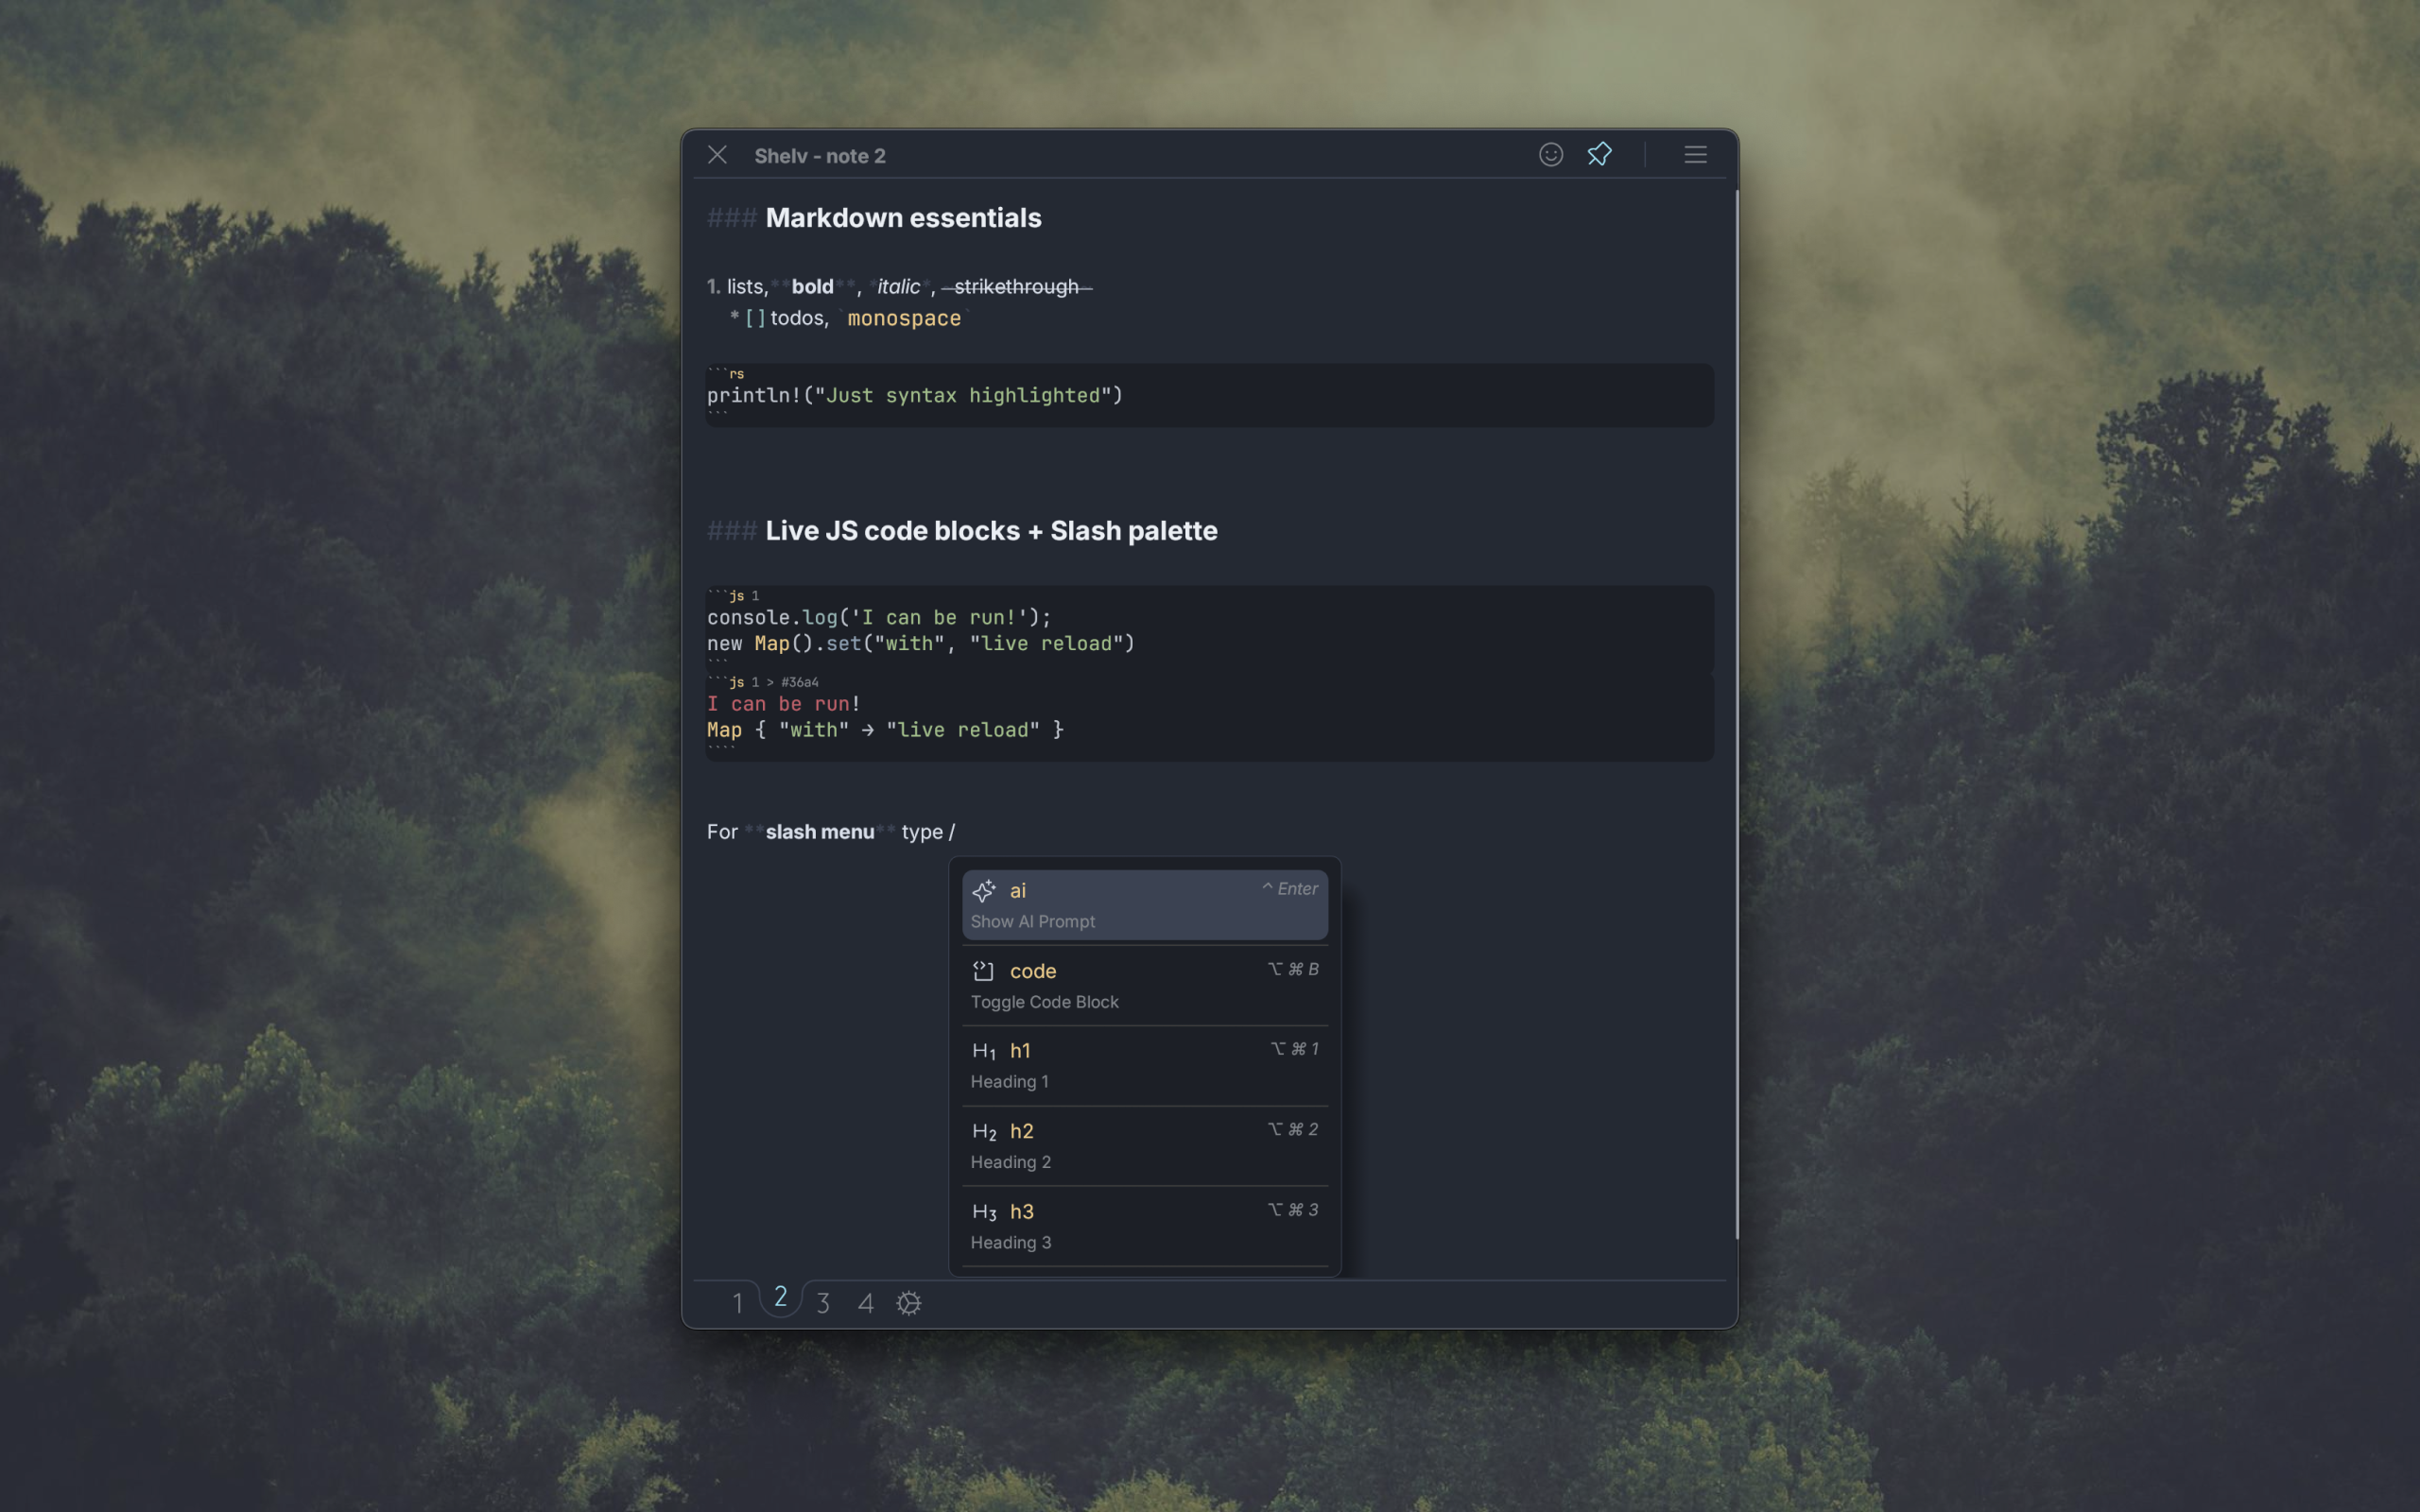 Shelv - note 2
### Markdown essentials
1. lists, **bold**, *italic*, ~~strikethrough~~
* [ ] todos, `monospace`
```rs
println!("Just syntax highlighted")
```
### Live JS code blocks + Slash palette
```js 1
console.log('I can be run!');
new Map().set("with", "live reload")
```
```js 1 > #36a4
I can be run!
Map { "with" → "live reload" }
````
For **slash menu** type /
ai ^ Enter
Show AI Prompt
code ⌥ ⌘ B
Toggle Code Block
H1 h1 ⌥ ⌘ 1
Heading 1
H2 h2 ⌥ ⌘ 2
Heading 2
H3 h3 ⌥ ⌘ 3
Heading 3
1 2 3 4